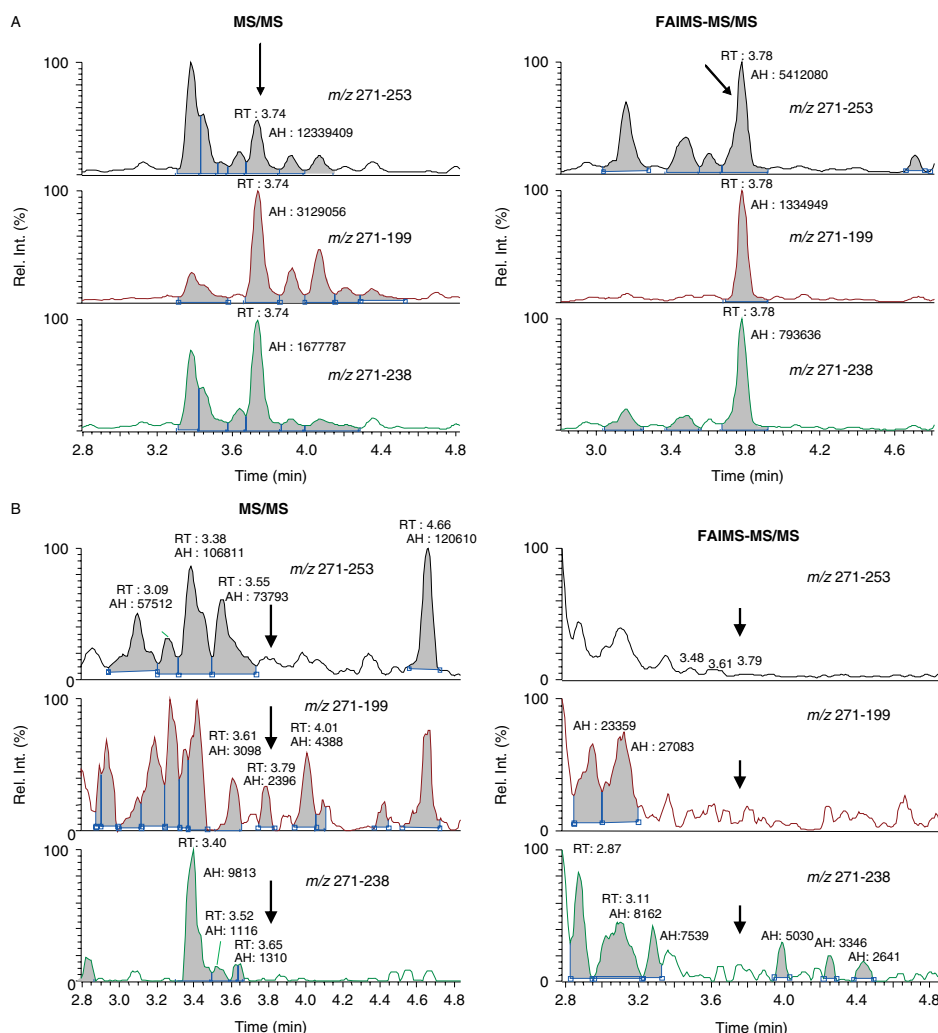 A
MS/MS
100
RT : 3.74
AH : 12339409
m/z 271-253
100
RT : 3.74
AH : 3129056
m/z 271-199
Rel. Int. (%)
100
RT : 3.74
AH : 1677787
m/z 271-238
2.8 3.2 3.6 4.0 4.4 4.8
Time (min)
FAIMS-MS/MS
100
RT : 3.78
AH : 5412080
m/z 271-253
100
RT : 3.78
AH : 1334949
m/z 271-199
Rel. Int. (%)
100
RT : 3.78
AH : 793636
m/z 271-238
3.0 3.6 4.2 4.8
Time (min)
B
MS/MS
100
RT : 3.09
AH : 57512
RT : 3.38
AH : 106811
RT : 3.55
AH : 73793
m/z 271-253
RT : 4.66
AH : 120610
0
100
m/z 271-199
RT : 3.61
AH : 3098
RT : 3.79
AH : 2396
RT: 4.01
AH : 4388
Rel. Int. (%)
0
100
RT: 3.40
AH: 9813
RT : 3.52
AH : 1116
RT : 3.65
AH : 1310
m/z 271-238
0
2.8 3.2 3.6 4.0 4.4 4.8
Time (min)
FAIMS-MS/MS
100
m/z 271-253
3.48 3.61 3.79
0
100
AH : 23359
AH : 27083
m/z 271-199
Rel. Int. (%)
0
100
RT: 2.87
RT: 3.11
AH: 8162
AH:7539
m/z 271-238
AH: 5030
AH: 3346
AH: 2641
0
2.8 3.2 3.6 4.0 4.4 4.8
Time (min)